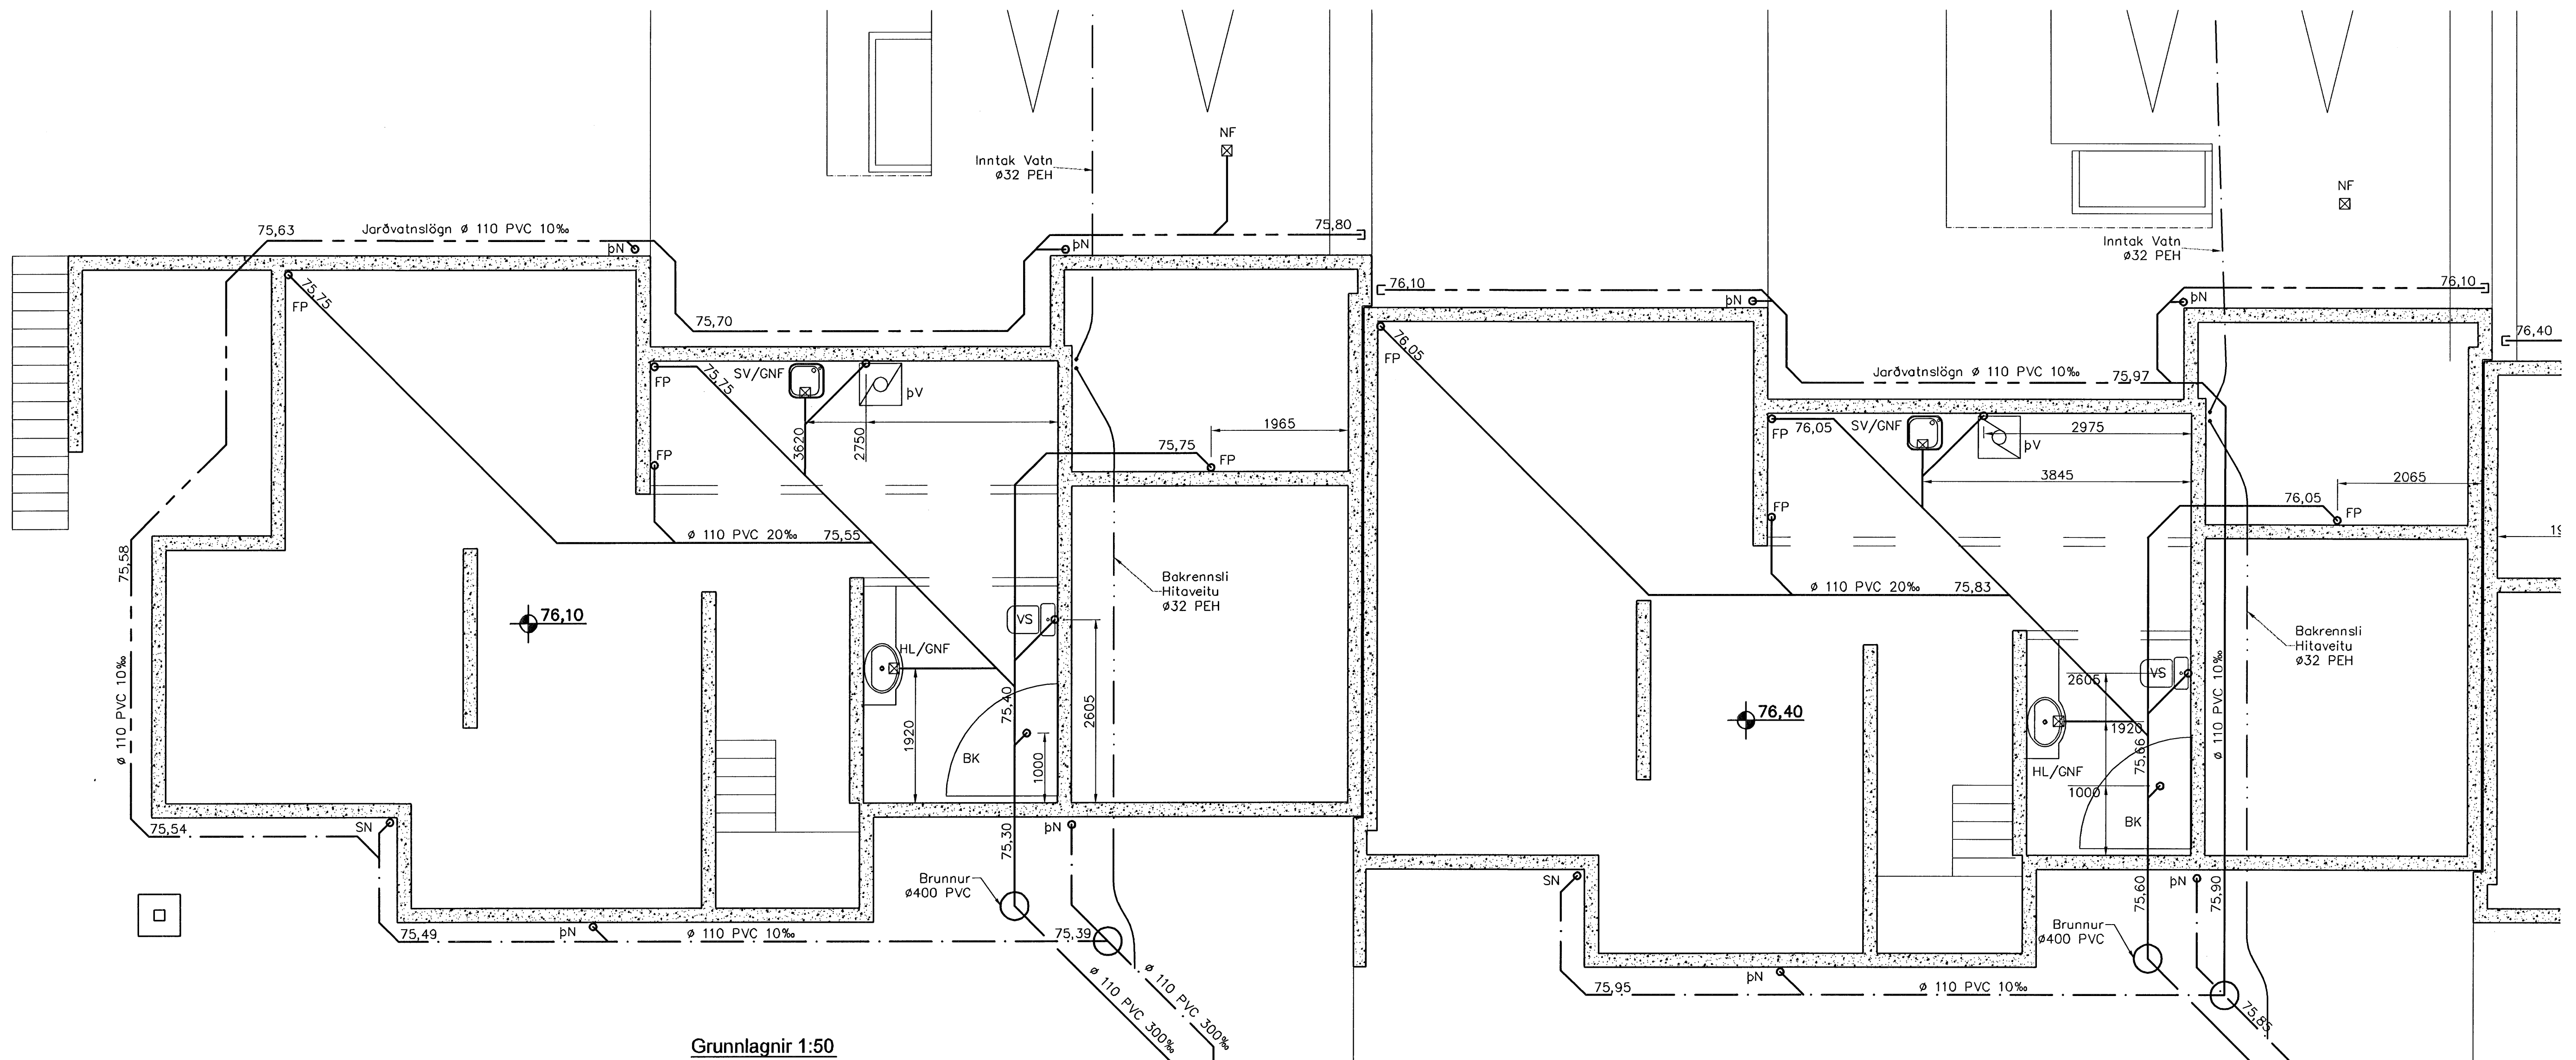 NF
Inntak Vatn
ø32 PEH
75,63
Jarðvatnslögn ø 110 PVC 10‰
þN
þN
75,80
75,75
FP
75,70
FP
75,75
SV/GNF
þV
FP
3620
2750
1965
75,75
FP
ø 110 PVC 20‰
75,55
75,58
ø 110 PVC 10‰
76,10
Bakrennsli
Hitaveitu
ø32 PEH
VS
HL/GNF
75,40
2605
1920
1000
BK
75,54
SN
75,30
þN
Brunnur
ø400 PVC
75,49
þN
ø 110 PVC 10‰
75,39
ø 110 PVC 300‰
ø 110 PVC 300‰
Grunnlagnir 1:50
NF
Inntak Vatn
ø32 PEH
76,10
þN
76,10
þN
76,40
76,05
FP
Jarðvatnslögn ø 110 PVC 10‰
75,97
FP
76,05
SV/GNF
2975
þV
3845
FP
2065
76,05
FP
19
ø 110 PVC 20‰
75,83
Bakrennsli
Hitaveitu
ø32 PEH
ø 110 PVC 10‰
VS
2605
76,40
1920
75,66
HL/GNF
1000
BK
SN
75,60
þN
75,90
Brunnur
ø400 PVC
þN
75,95
ø 110 PVC 10‰
75,85